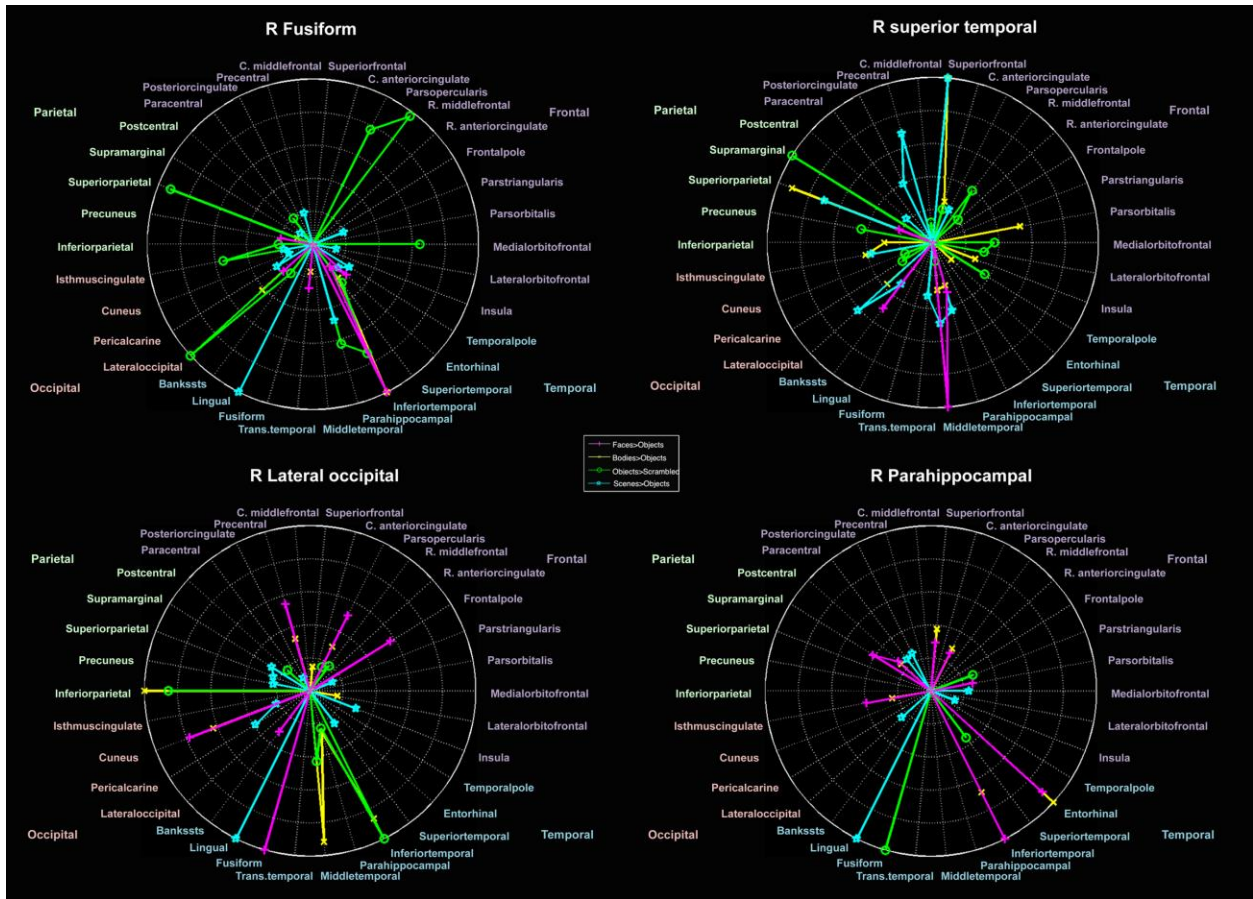 R Fusiform
C. middlefrontal
Superiorfrontal
Precentral
C. anteriorcingulate
Posteriorcingulate
Parsopercularis
Paracentral
R. middlefrontal
Parietal
Frontal
Postcentral
R. anteriorcingulate
Supramarginal
Frontalpole
Superiorparietal
Parstriangularis
Precuneus
Parsorbitalis
Inferiorparietal
Medialorbitofrontal
Isthmuscingulate
Lateralorbitofrontal
Cuneus
Insula
Pericalcarine
Temporalpole
Lateraloccipital
Entorhinal
Occipital
Bankssts
Superiortemporal
Temporal
Lingual
Inferiortemporal
Fusiform
Parahippocampal
Trans.temporal
Middletemporal
R superior temporal
C. middlefrontal
Superiorfrontal
Precentral
C. anteriorcingulate
Posteriorcingulate
Parsopercularis
Paracentral
R. middlefrontal
Parietal
Frontal
Postcentral
R. anteriorcingulate
Supramarginal
Frontalpole
Superiorparietal
Parstriangularis
Precuneus
Parsorbitalis
Inferiorparietal
Medialorbitofrontal
Isthmuscingulate
Lateralorbitofrontal
Cuneus
Insula
Pericalcarine
Temporalpole
Lateraloccipital
Entorhinal
Occipital
Bankssts
Superiortemporal
Temporal
Lingual
Inferiortemporal
Fusiform
Parahippocampal
Trans.temporal
Middletemporal
Faces>Objects
Bodies>Objects
Objects>Scrambled
Scenes>Objects
R Lateral occipital
C. middlefrontal
Superiorfrontal
Precentral
C. anteriorcingulate
Posteriorcingulate
Parsopercularis
Paracentral
R. middlefrontal
Parietal
Frontal
Postcentral
R. anteriorcingulate
Supramarginal
Frontalpole
Superiorparietal
Parstriangularis
Precuneus
Parsorbitalis
Inferiorparietal
Medialorbitofrontal
Isthmuscingulate
Lateralorbitofrontal
Cuneus
Insula
Pericalcarine
Temporalpole
Lateraloccipital
Entorhinal
Occipital
Bankssts
Superiortemporal
Temporal
Lingual
Inferiortemporal
Fusiform
Parahippocampal
Trans.temporal
Middletemporal
R Parahippocampal
C. middlefrontal
Superiorfrontal
Precentral
C. anteriorcingulate
Posteriorcingulate
Parsopercularis
Paracentral
R. middlefrontal
Parietal
Frontal
Postcentral
R. anteriorcingulate
Supramarginal
Frontalpole
Superiorparietal
Parstriangularis
Precuneus
Parsorbitalis
Inferiorparietal
Medialorbitofrontal
Isthmuscingulate
Lateralorbitofrontal
Cuneus
Insula
Pericalcarine
Temporalpole
Lateraloccipital
Entorhinal
Occipital
Bankssts
Superiortemporal
Temporal
Lingual
Inferiortemporal
Fusiform
Parahippocampal
Trans.temporal
Middletemporal